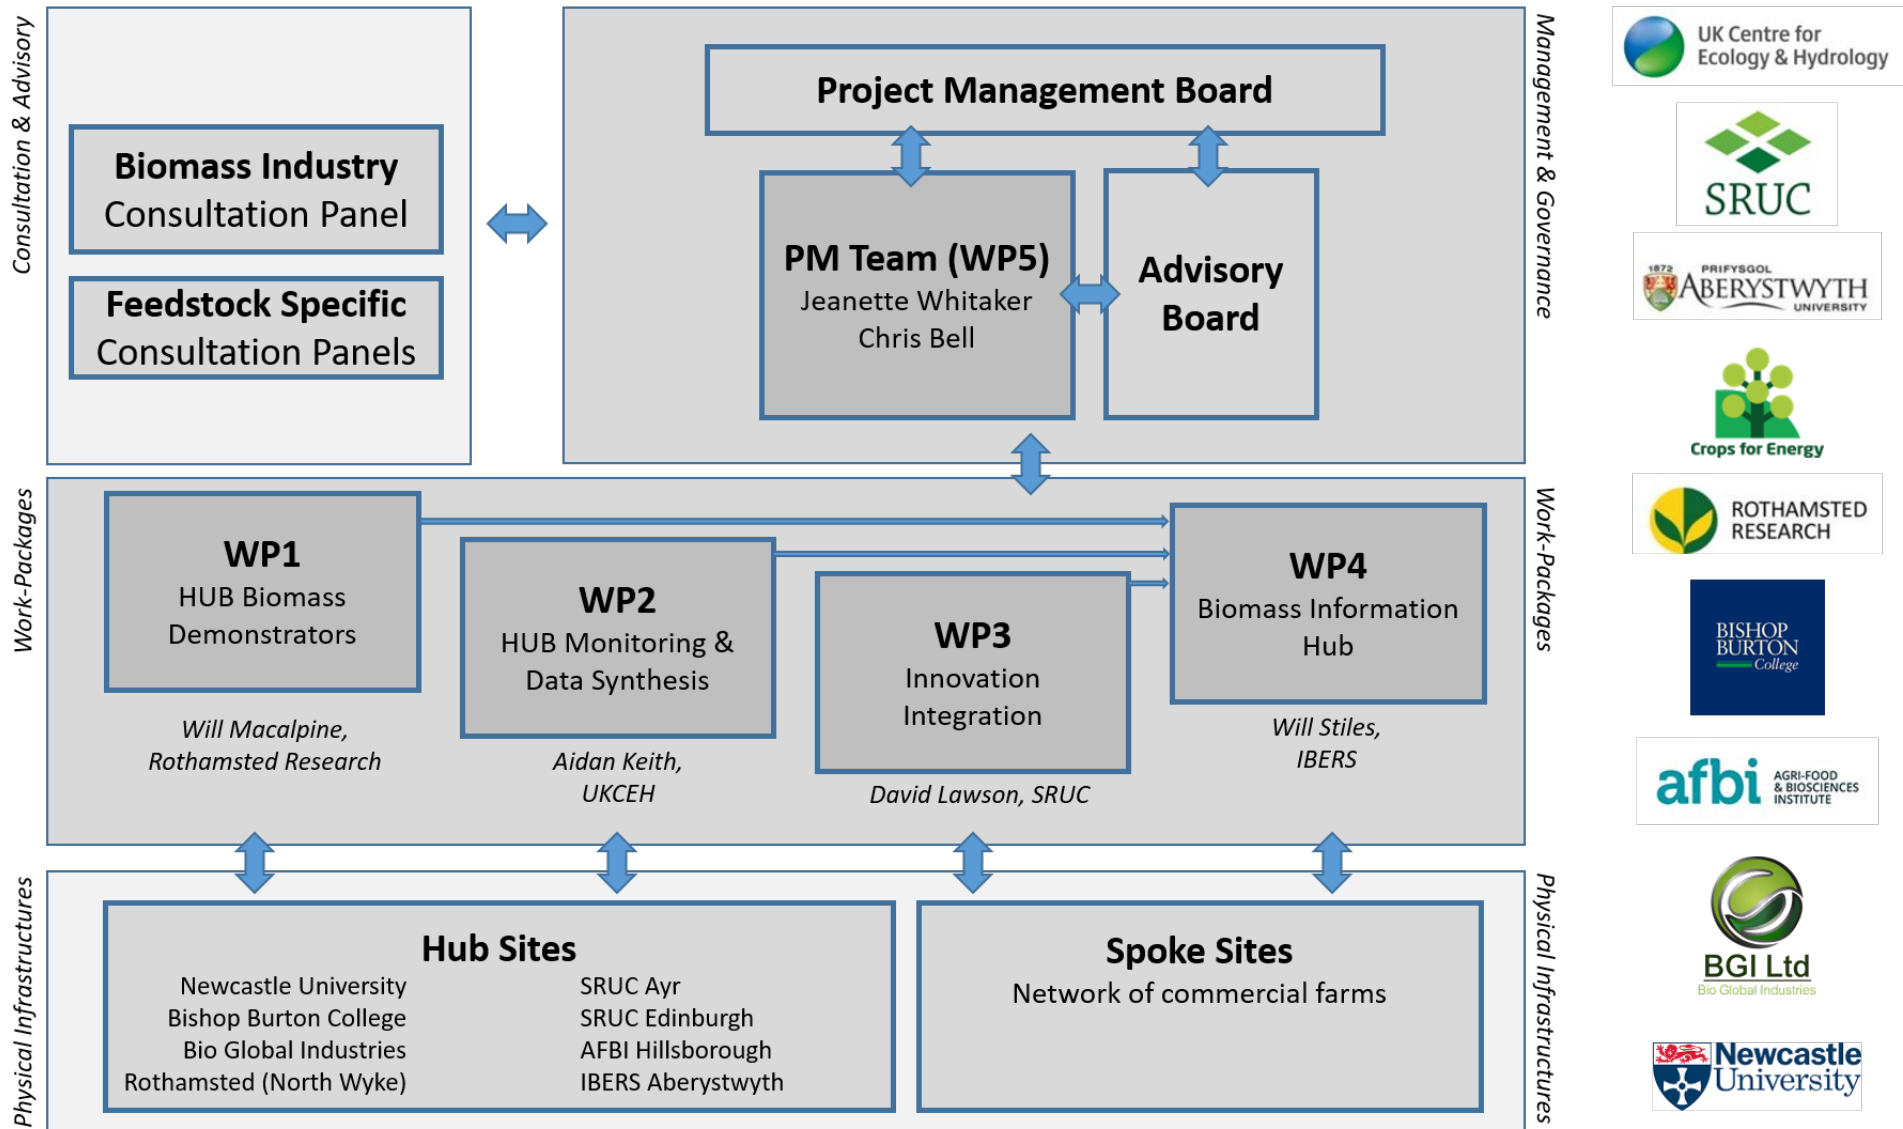 Consultation & Advisory
Biomass Industry
Consultation Panel
Feedstock Specific
Consultation Panels
Project Management Board
PM Team (WP5)
Jeanette Whitaker
Chris Bell
Advisory
Board
Management & Governance
Work-Packages
WP1
HUB Biomass
Demonstrators
Will Macalpine,
Rothamsted Research
WP2
HUB Monitoring &
Data Synthesis
Aidan Keith,
UKCEH
WP3
Innovation
Integration
David Lawson, SRUC
WP4
Biomass Information
Hub
Will Stiles,
IBERS
Work-Packages
Physical Infrastructures
Hub Sites
Newcastle University
Bishop Burton College
Bio Global Industries
Rothamsted (North Wyke)
SRUC Ayr
SRUC Edinburgh
AFBI Hillsborough
IBERS Aberystwyth
Spoke Sites
Network of commercial farms
Physical Infrastructures
UK Centre for
Ecology & Hydrology
SRUC
1872
PRIFYSGOL
ABERYSTWYTH
UNIVERSITY
Crops for Energy
ROTHAMSTED
RESEARCH
BISHOP
BURTON
College
afbi
AGRI-FOOD
& BIOSCIENCES
INSTITUTE
BGI Ltd
Bio Global Industries
Newcastle
University